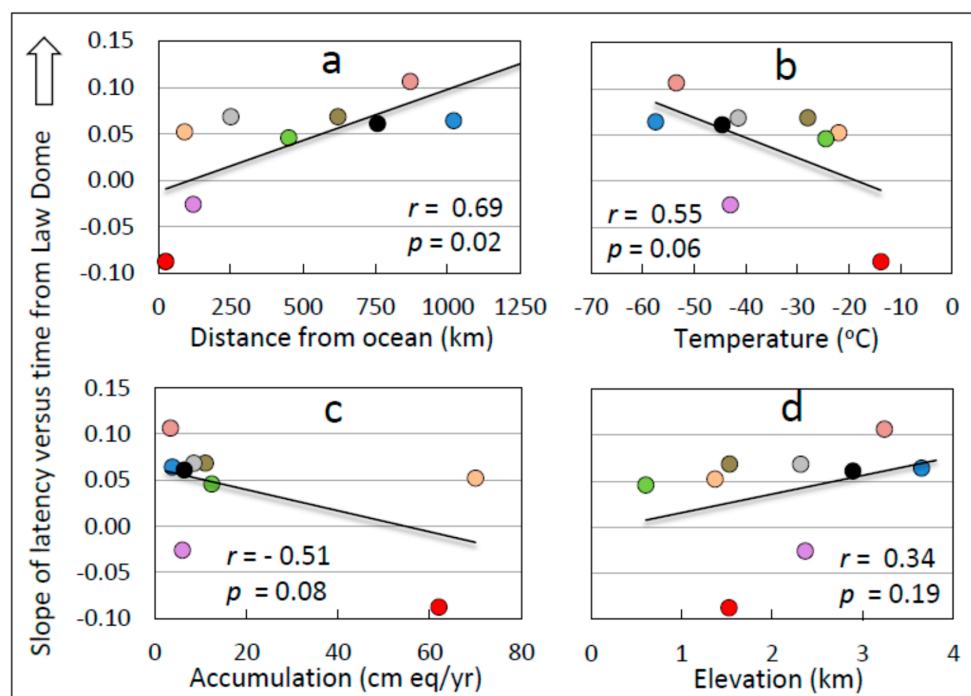 Slope of latency versus time from Law Dome
0.15
0.10
0.05
0.00
-0.05
-0.10
a
r = 0.69
p = 0.02
0 250 500 750 1000 1250
Distance from ocean (km)
b
r = 0.55
p = 0.06
-70 -60 -50 -40 -30 -20 -10 0
Temperature (oC)
0.15
0.10
0.05
0.00
-0.05
-0.10
c
r = - 0.51
p = 0.08
0 20 40 60 80
Accumulation (cm eq/yr)
d
r = 0.34
p = 0.19
0 1 2 3 4
Elevation (km)